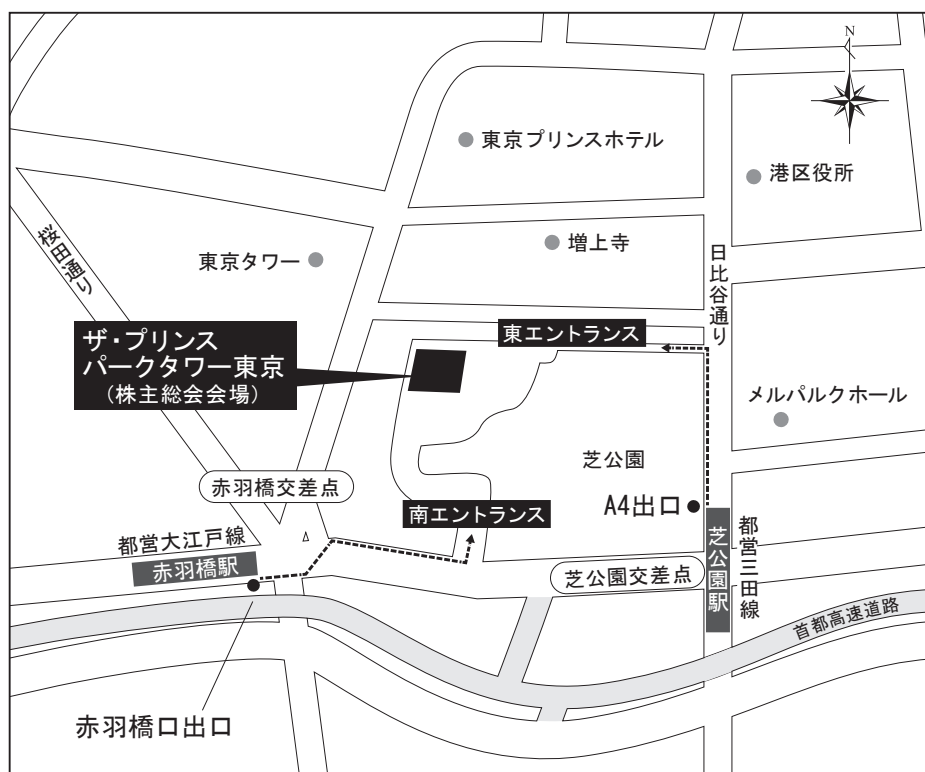 N
東京プリンスホテル
港区役所
桜田通り
東京タワー
増上寺
日比谷通り
ザ・プリンス
パークタワー東京
(株主総会会場)
東エントランス
メルパルクホール
芝公園
赤羽橋交差点
南エントランス
A4出口
都営大江戸線
赤羽橋駅
芝公園交差点
芝公園駅
都営三田線
首都高速道路
赤羽橋口出口